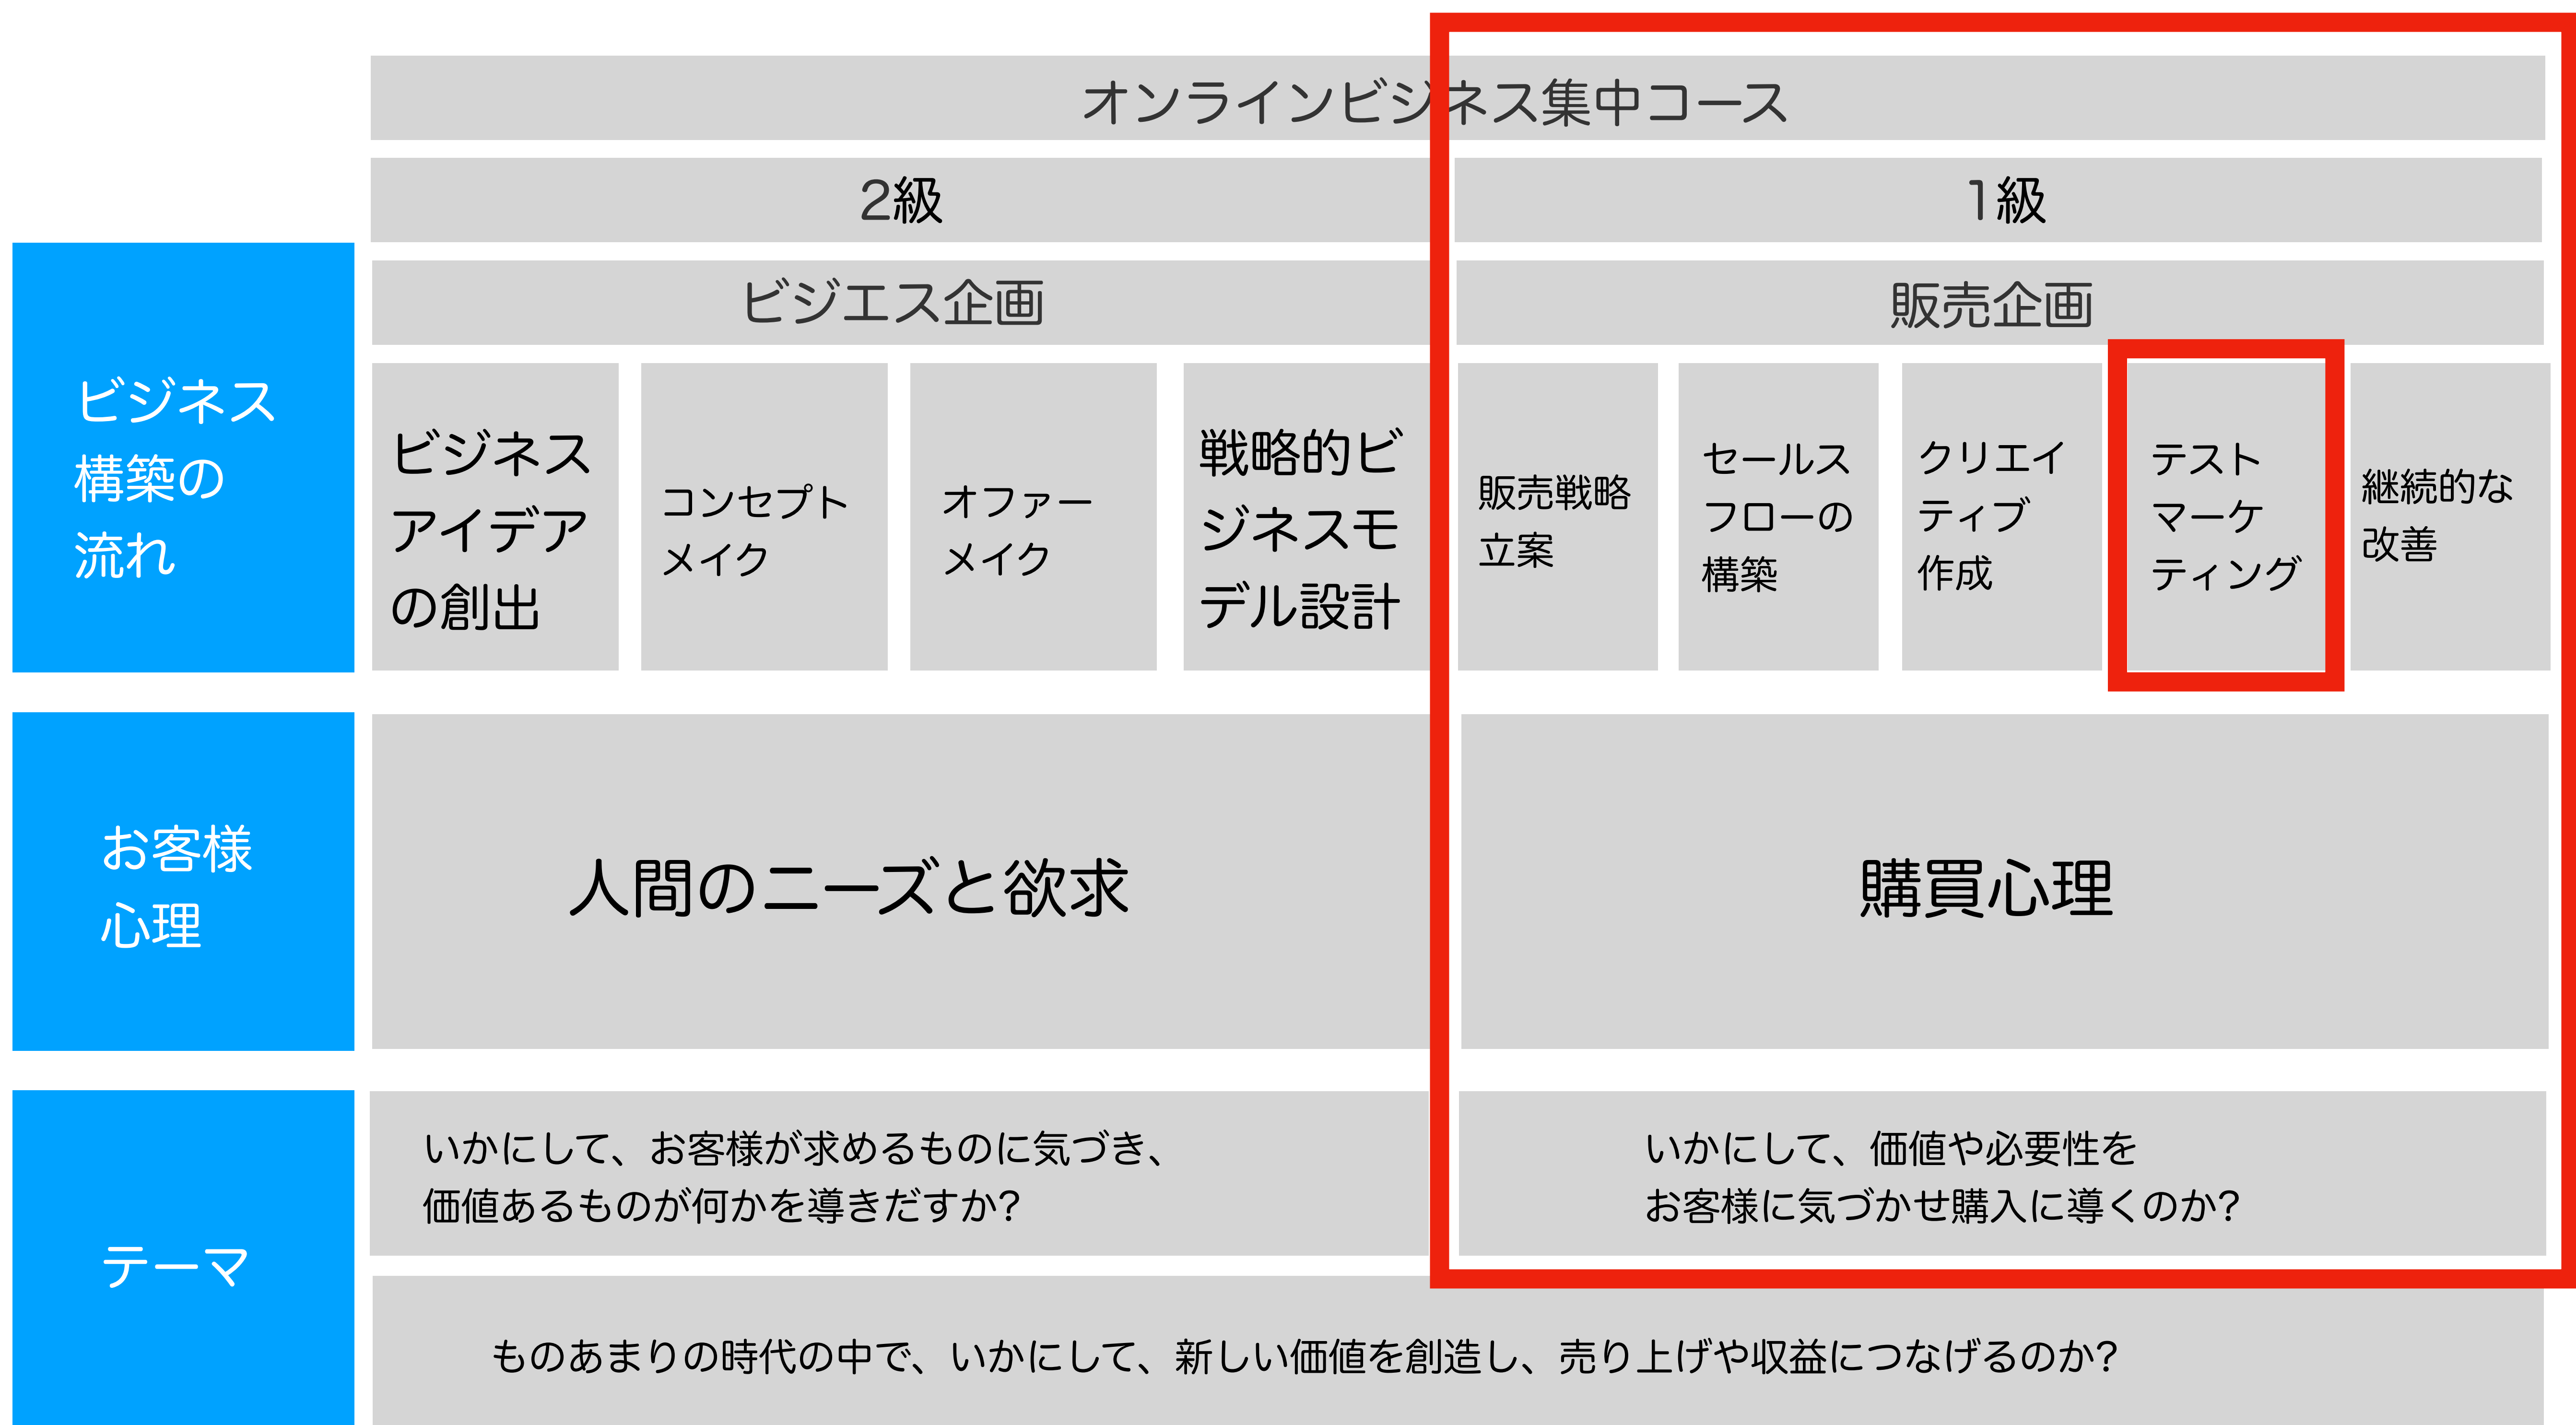 オンラインビジネス集中コース
2級
1級
ビジエス企画
販売企画
ビジネス
構築の
流れ
ビジネス
アイデア
の創出
コンセプト
メイク
オファー
メイク
戦略的ビ
ジネスモ
デル設計
販売戦略
立案
セールス
フローの
構築
クリエイ
ティブ
作成
テスト
マーケ
ティング
継続的な
改善
お客様
心理
人間のニーズと欲求
購買心理
テーマ
いかにして、お客様が求めるものに気づき、
価値あるものが何かを導きだすか?
いかにして、価値や必要性を
お客様に気づかせ購入に導くのか?
ものあまりの時代の中で、いかにして、新しい価値を創造し、売り上げや収益につなげるのか?